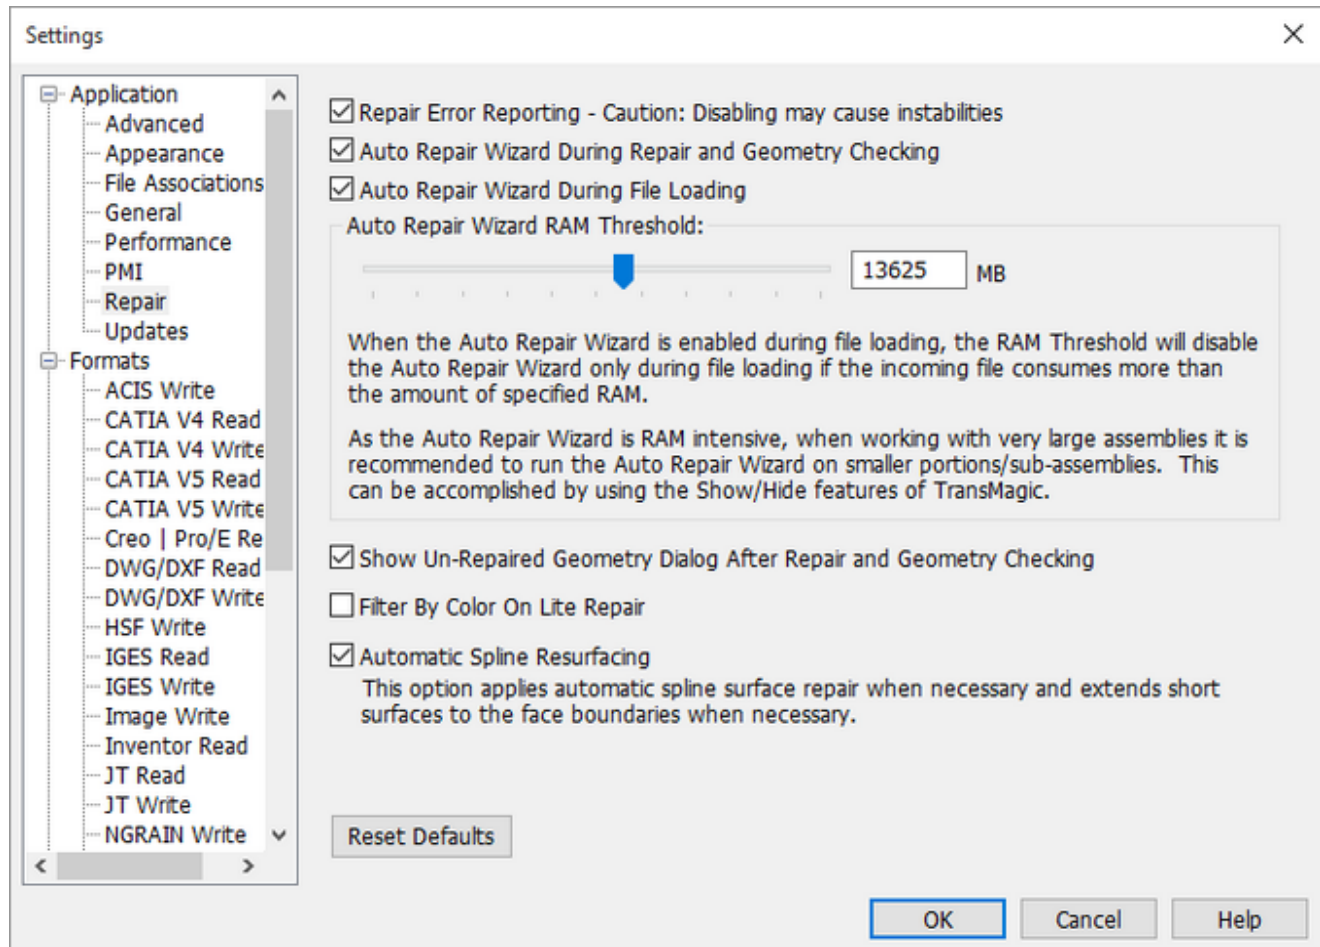 Settings
Application
Advanced
Appearance
File Associations
General
Performance
PMI
Repair
Updates
Formats
ACIS Write
CATIA V4 Read
CATIA V4 Write
CATIA V5 Read
CATIA V5 Write
Creo | Pro/E Re
DWG/DXF Read
DWG/DXF Write
HSF Write
IGES Read
IGES Write
Image Write
Inventor Read
JT Read
JT Write
NGRAIN Write
Repair Error Reporting - Caution: Disabling may cause instabilities
Auto Repair Wizard During Repair and Geometry Checking
Auto Repair Wizard During File Loading
Auto Repair Wizard RAM Threshold:
13625 MB
When the Auto Repair Wizard is enabled during file loading, the RAM Threshold will disable
the Auto Repair Wizard only during file loading if the incoming file consumes more than
the amount of specified RAM.
As the Auto Repair Wizard is RAM intensive, when working with very large assemblies it is
recommended to run the Auto Repair Wizard on smaller portions/sub-assemblies.  This
can be accomplished by using the Show/Hide features of TransMagic.
Show Un-Repaired Geometry Dialog After Repair and Geometry Checking
Filter By Color On Lite Repair
Automatic Spline Resurfacing
This option applies automatic spline surface repair when necessary and extends short
surfaces to the face boundaries when necessary.
Reset Defaults
OK
Cancel
Help